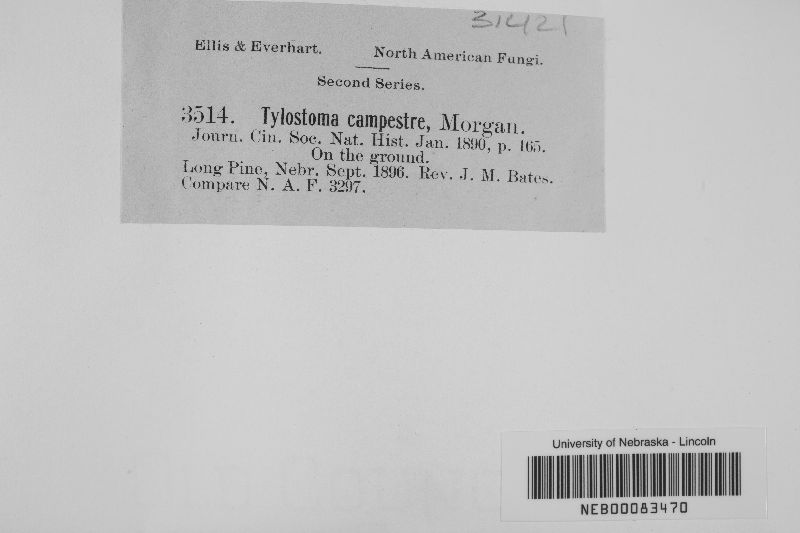 31421
Ellis & Everhart. North American Fungi.
Second Series.
3514. Tylostoma campestre, Morgan.
Journ. Cin. Soc. Nat. Hist. Jan. 1890, p. 165.
On the ground.
Long Pine, Nebr. Sept. 1896. Rev. J. M. Bates.
Compare N. A. F. 3297.
University of Nebraska - Lincoln
NEB00083470